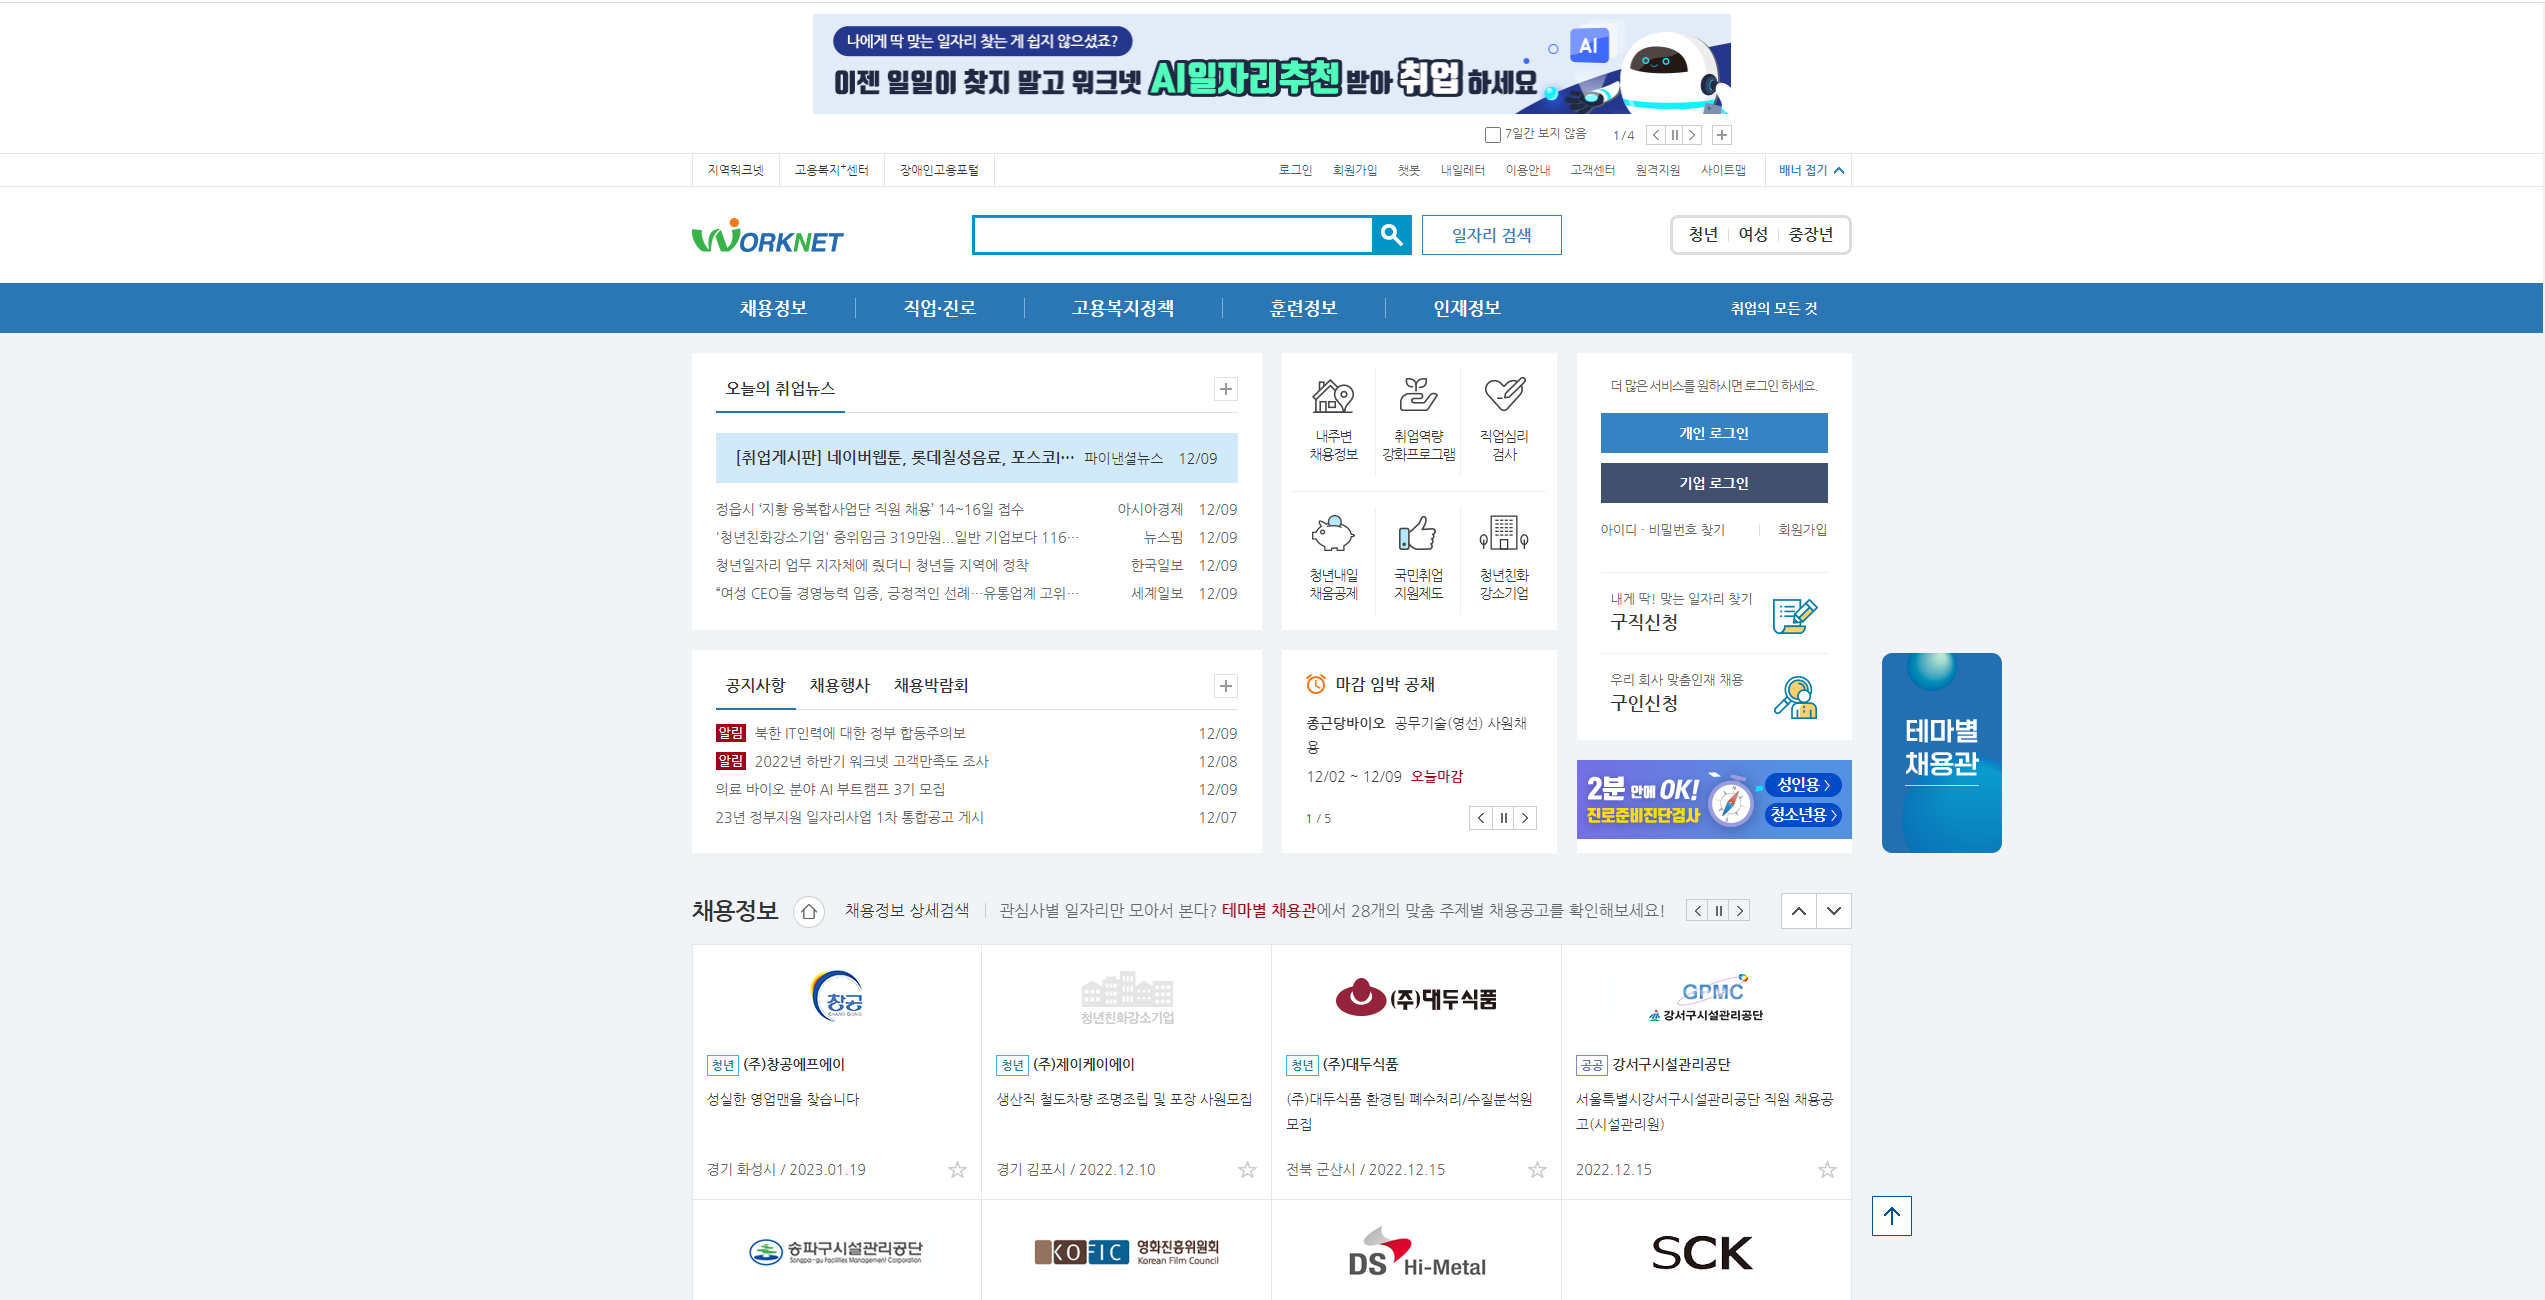 나에게 딱 맞는 일자리 찾는 게 쉽지 않으셨죠?
AI
이젠 일일이 찾지 말고 워크넷 AI일자리추천 받아 취업 하세요
7일간 보지 않음 1/4
지역워크넷 고용복지+센터 장애인고용포털 로그인 회원가입 챗봇 내일레터 이용안내 고객센터 원격지원 사이트맵 배너 접기
WORKNET 일자리 검색 청년 여성 중장년
채용정보 직업·진로 고용복지정책 훈련정보 인재정보 취업의 모든 것
오늘의 취업뉴스
[취업게시판] 네이버웹툰, 롯데칠성음료, 포스코I… 파이낸셜뉴스 12/09
정읍시 ‘지황 융복합사업단 직원 채용’ 14~16일 접수 아시아경제 12/09
'청년친화강소기업' 중위임금 319만원...일반 기업보다 116… 뉴스핌 12/09
청년일자리 업무 지자체에 줬더니 청년들 지역에 정착 한국일보 12/09
“여성 CEO들 경영능력 입증, 긍정적인 선례…유통업계 고위… 세계일보 12/09
내주변
채용정보
취업역량
강화프로그램
직업심리
검사
청년내일
채움공제
국민취업
지원제도
청년친화
강소기업
더 많은 서비스를 원하시면 로그인 하세요.
개인 로그인
기업 로그인
아이디 · 비밀번호 찾기 회원가입
내게 딱! 맞는 일자리 찾기
구직신청
우리 회사 맞춤인재 채용
구인신청
공지사항 채용행사 채용박람회
알림 북한 IT인력에 대한 정부 합동주의보 12/09
알림 2022년 하반기 워크넷 고객만족도 조사 12/08
의료 바이오 분야 AI 부트캠프 3기 모집 12/09
23년 정부지원 일자리사업 1차 통합공고 게시 12/07
마감 임박 공채
종근당바이오 공무기술(영선) 사원채
용
12/02 ~ 12/09 오늘마감
1 / 5
2분 안에 OK! 성인용
진로준비진단검사 청소년용
테마별
채용관
채용정보 채용정보 상세검색 관심사별 일자리만 모아서 본다? 테마별 채용관에서 28개의 맞춤 주제별 채용공고를 확인해보세요!
창공
CHANG GONG
청년 (주)창공에프에이
성실한 영업맨을 찾습니다
경기 화성시 / 2023.01.19
청년친화강소기업
청년 (주)제이케이에이
생산직 철도차량 조명조립 및 포장 사원모집
경기 김포시 / 2022.12.10
(주)대두식품
청년 (주)대두식품
(주)대두식품 환경팀 폐수처리/수질분석원
모집
전북 군산시 / 2022.12.15
GPMC
강서구시설관리공단
공공 강서구시설관리공단
서울특별시강서구시설관리공단 직원 채용공
고(시설관리원)
2022.12.15
송파구시설관리공단
Songpa-gu Facilities Management Corporation
KOFIC 영화진흥위원회
Korean Film Council
DS Hi-Metal
SCK